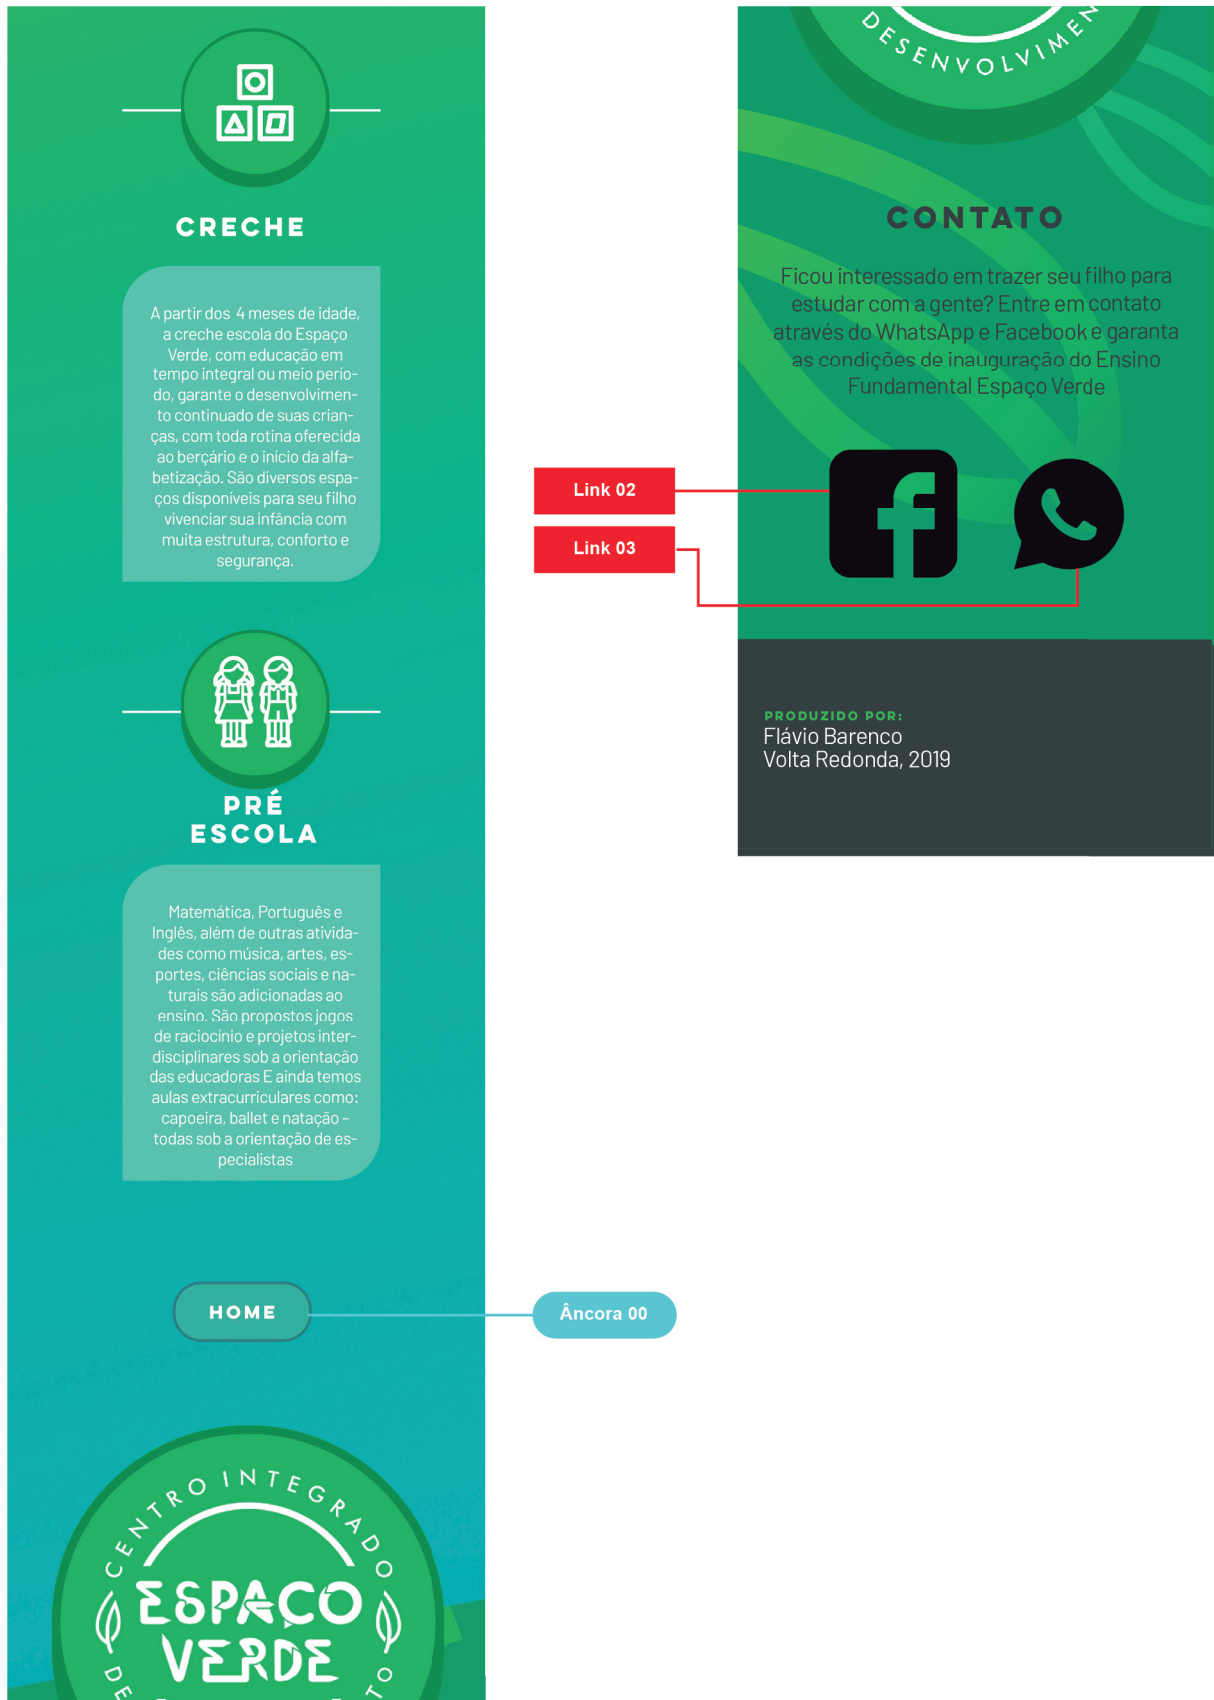 CRECHE
A partir dos 4 meses de idade,
a creche escola do Espaço
Verde, com educação em
tempo integral ou meio perío-
do, garante o desenvolvimen-
to continuado de suas crian-
ças, com toda rotina oferecida
ao berçário e o início da alfa-
betização. São diversos espa-
ços disponíveis para seu filho
vivenciar sua infância com
muita estrutura, conforto e
segurança.
PRÉ
ESCOLA
Matemática, Português e
Inglês, além de outras ativida-
des como música, artes, es-
portes, ciências sociais e na-
turais são adicionadas ao
ensino. São propostos jogos
de raciocínio e projetos inter-
disciplinares sob a orientação
das educadoras E ainda temos
aulas extracurriculares como:
capoeira, ballet e natação –
todas sob a orientação de es-
pecialistas
HOME
Âncora 00
CENTRO INTEGRADO
ESPAÇO
VERDE
DESENVOLVIMEN
CONTATO
Ficou interessado em trazer seu filho para
estudar com a gente? Entre em contato
através do WhatsApp e Facebook e garanta
as condições de inauguração do Ensino
Fundamental Espaço Verde
Link 02
Link 03
PRODUZIDO POR:
Flávio Barenco
Volta Redonda, 2019